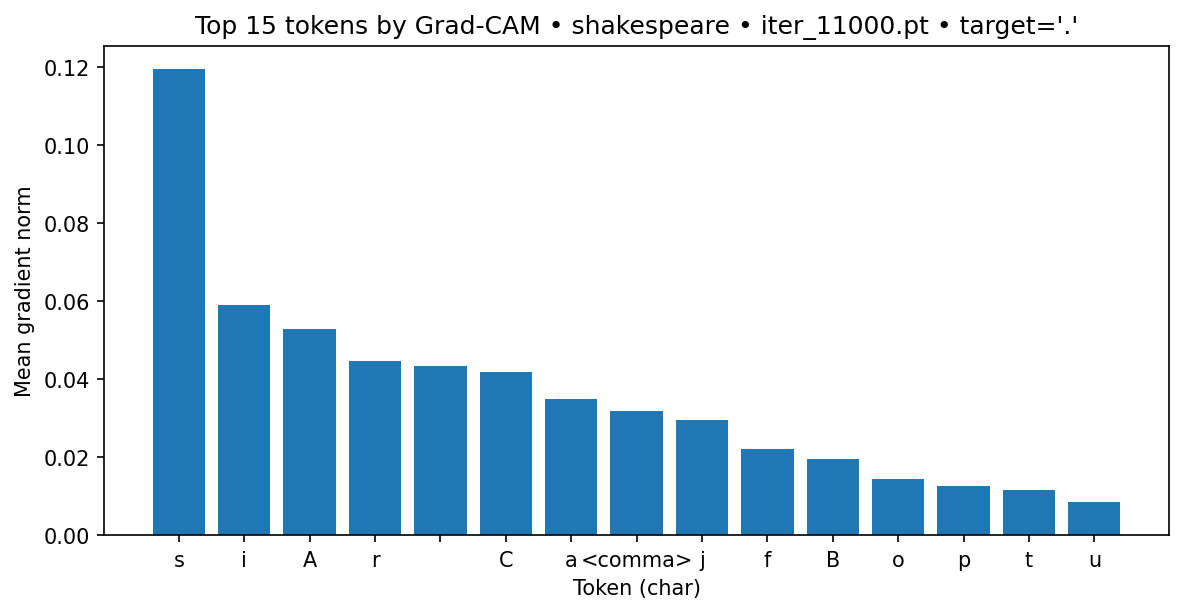 Top 15 tokens by Grad-CAM • shakespeare • iter_11000.pt • target='.'
0.12
0.10
0.08
0.06
0.04
0.02
0.00
Mean gradient norm
s i A r C a <comma> j f B o p t u
Token (char)